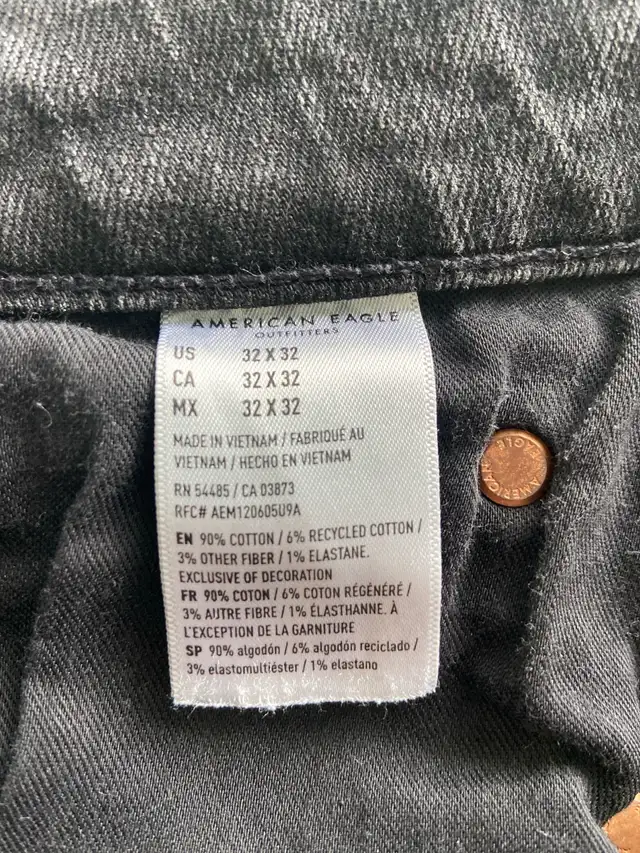 AMERICAN EAGLE
OUTFITTERS
US 32 X 32
CA 32 X 32
MX 32 X 32
MADE IN VIETNAM / FABRIQUÉ AU
VIETNAM / HECHO EN VIETNAM
RN 54485 / CA 03873
RFC# AEM120605U9A
EN 90% COTTON / 6% RECYCLED COTTON /
3% OTHER FIBER / 1% ELASTANE.
EXCLUSIVE OF DECORATION
FR 90% COTON / 6% COTON RÉGÉNÉRÉ /
3% AUTRE FIBRE / 1% ÉLASTHANNE. À
L'EXCEPTION DE LA GARNITURE
SP 90% algodón / 6% algodón reciclado /
3% elastomultiéster / 1% elastano
AMERICAN EAGLE